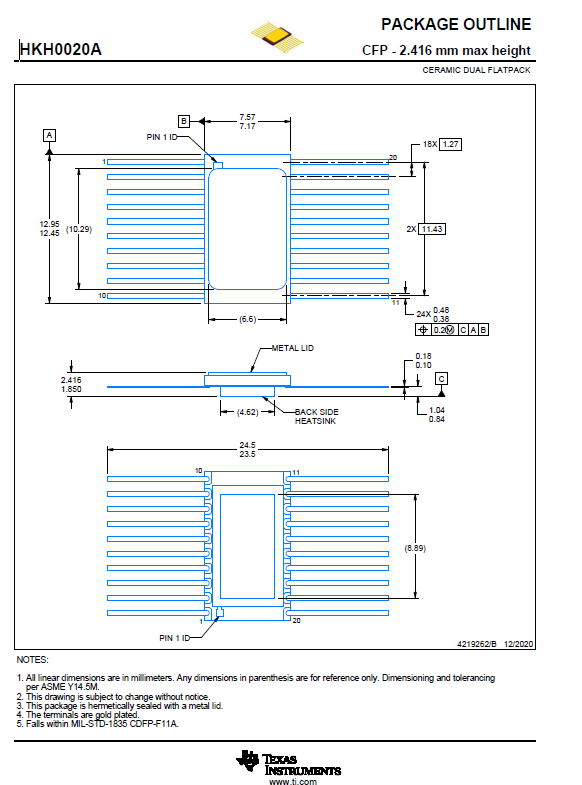 PACKAGE OUTLINE
HKH0020A
CFP - 2.416 mm max height
CERAMIC DUAL FLATPACK
B
7.57
7.17
A
PIN 1 ID
18X 1.27
1
20
12.95
12.45
(10.29)
2X 11.43
10
11
24X 0.48
0.38
(6.6)
0.2Ⓜ C A B
METAL LID
2.416
1.850
0.18
0.10
C
(4.62)
BACK SIDE
HEATSINK
1.04
0.84
24.5
23.5
10
11
(8.89)
1
20
PIN 1 ID
4219262/B 12/2020
NOTES:
1. All linear dimensions are in millimeters. Any dimensions in parenthesis are for reference only. Dimensioning and tolerancing
per ASME Y14.5M.
2. This drawing is subject to change without notice.
3. This package is hermetically sealed with a metal lid.
4. The terminals are gold plated.
5. Falls within MIL-STD-1835 CDFP-F11A.
TEXAS
INSTRUMENTS
www.ti.com